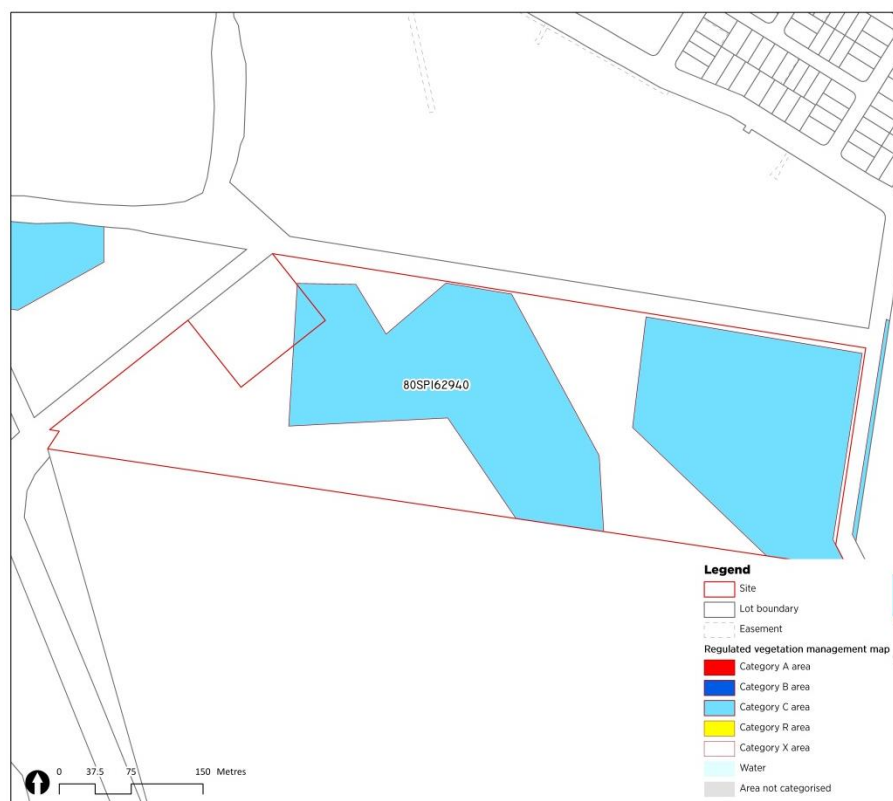 80SP162940
Legend
Site
Lot boundary
Easement
Regulated vegetation management map
Category A area
Category B area
Category C area
Category R area
Category X area
Water
Area not categorised
0 37.5 75 150 Metres